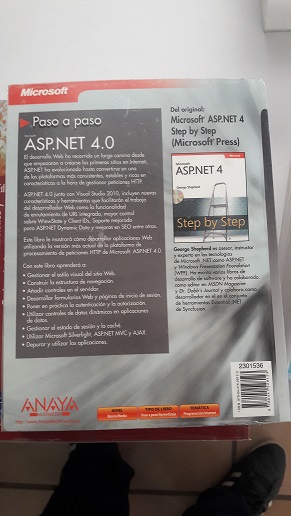 Microsoft
Paso a paso
Microsoft
ASP.NET 4.0
El desarrollo Web ha recorrido un largo camino desde
que empezaron a crearse los primeros sitios en Internet.
ASP.NET ha evolucionado hasta convertirse en una
de las plataformas más consistentes, estables y ricas en
características a la hora de gestionar peticiones HTTP.
ASP.NET 4.0 junto con Visual Studio 2010, incluyen nuevas
características y herramientas que facilitarán el trabajo
del desarrollador Web como la funcionalidad
de enrutamiento de URL integrada, mayor control
sobre ViewState y Client IDs, Soporte mejorado
para ASP.NET Dynamic Data y mejoras en SEO entre otras.
Este libro le mostrará cómo desarrollar aplicaciones Web
utilizando la versión más actual de la plataforma de
procesamiento de peticiones HTTP de Microsoft: ASP.NET 4.0.
Con este libro aprenderá a:
Gestionar el estilo visual del sitio Web.
Construir la estructura de navegación.
Añadir cachés en el servidor.
Desarrollar formularios Web y páginas de inicio de sesión.
Poner en práctica la autenticación y la autorización.
Utilizar controles de datos dinámicos en aplicaciones
de datos.
Gestionar el estado de sesión y la caché.
Utilizar Microsoft Silverlight, ASP.NET MVC y AJAX.
Depurar y utilizar las aplicaciones.
ANAYA
MULTIMEDIA
NIVEL
TIPO DE LIBRO
TEMÁTICA
Del original:
Microsoft ASP.NET 4
Step by Step
(Microsoft Press)
Microsoft
ASP.NET 4
George Shepherd
Step by Step
George Shepherd es asesor, instructor
y experto en las tecnologías
de Microsoft .NET como ASP.NET
y Windows Presentation Foundation
(WPF). Ha escrito varios libros de
desarrollo de software y ha colaborado
como editor en MSDN Magazine
y Dr. Dobb's Journal y colabora como
desarrollador en el
de herramientas Essential .NET
de Syncfusion.
2301536